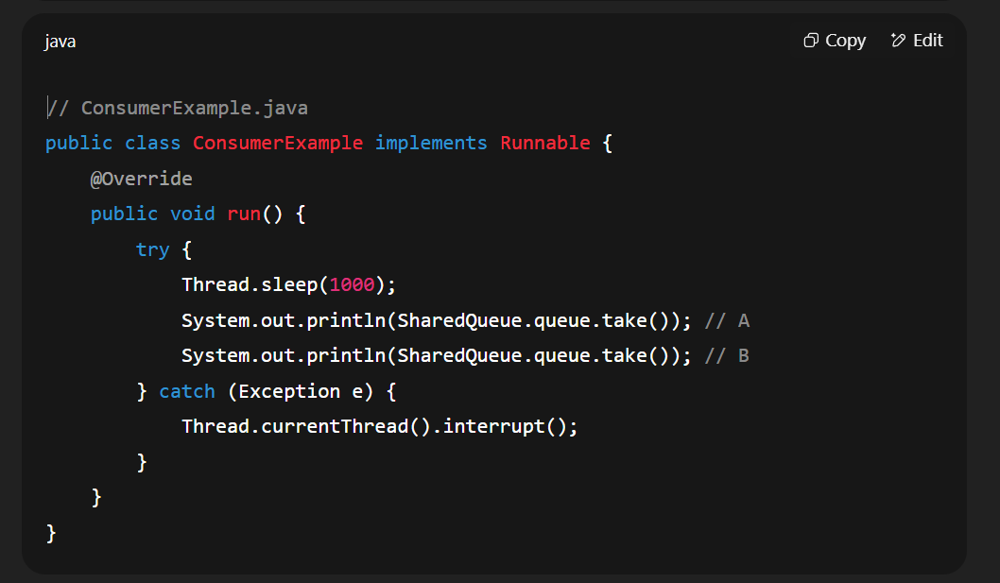 java Copy Edit
// ConsumerExample.java
public class ConsumerExample implements Runnable {
    @Override
    public void run() {
        try {
            Thread.sleep(1000);
            System.out.println(SharedQueue.queue.take()); // A
            System.out.println(SharedQueue.queue.take()); // B
        } catch (Exception e) {
            Thread.currentThread().interrupt();
        }
    }
}